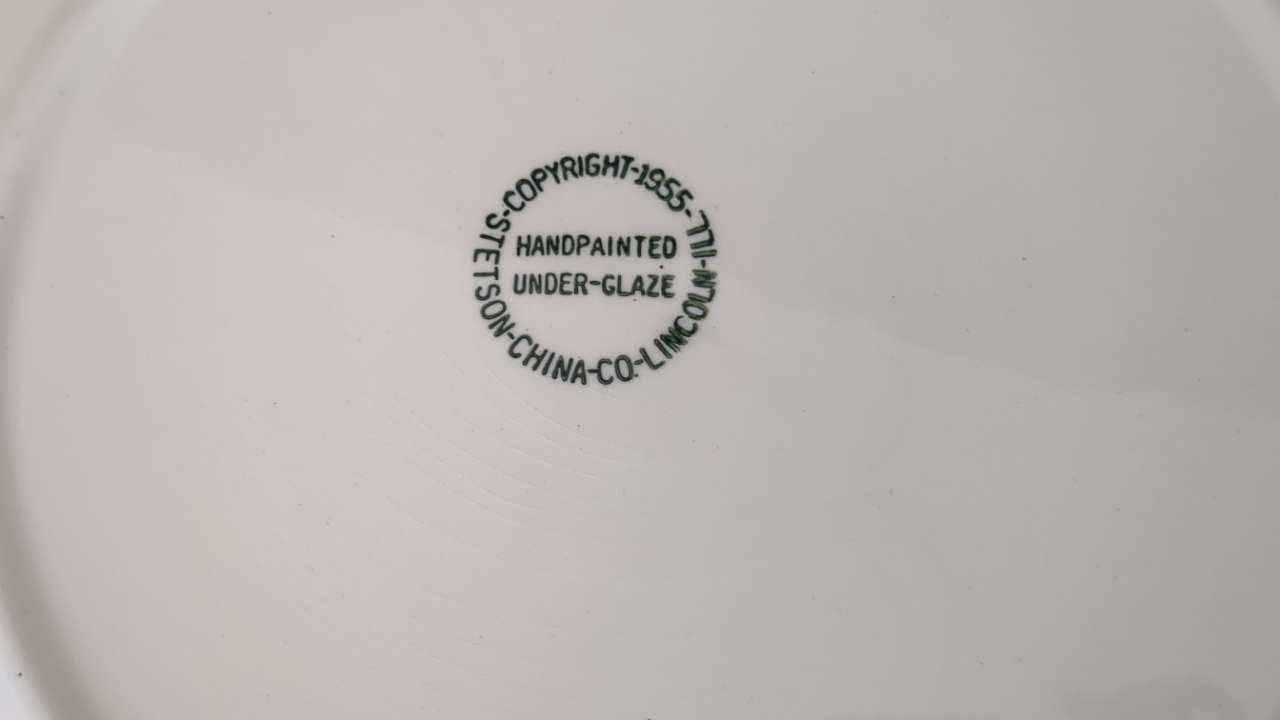 STETSON-CHINA-CO.-LINCOLN-ILL-COPYRIGHT-1955-
HANDPAINTED
UNDER-GLAZE